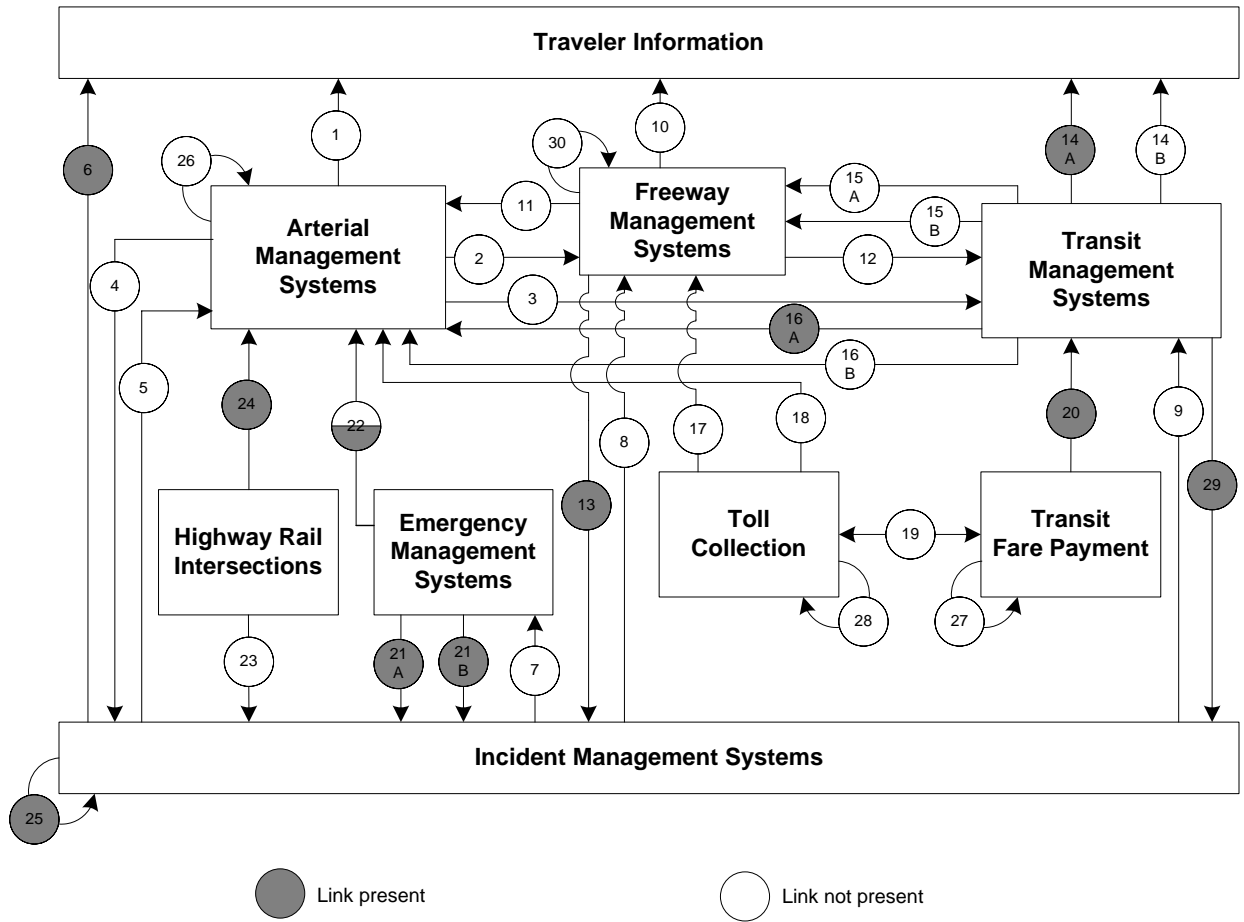 Traveler Information
6
1
10
14
A
14
B
26
30
15
A
15
B
11
2
12
3
4
5
16
A
16
B
Arterial
Management
Systems
Freeway
Management
Systems
Transit
Management
Systems
24
22
8
17
18
20
9
13
29
Highway Rail
Intersections
Emergency
Management
Systems
Toll
Collection
19
Transit
Fare Payment
23
21
A
21
B
7
28
27
Incident Management Systems
25
Link present
Link not present